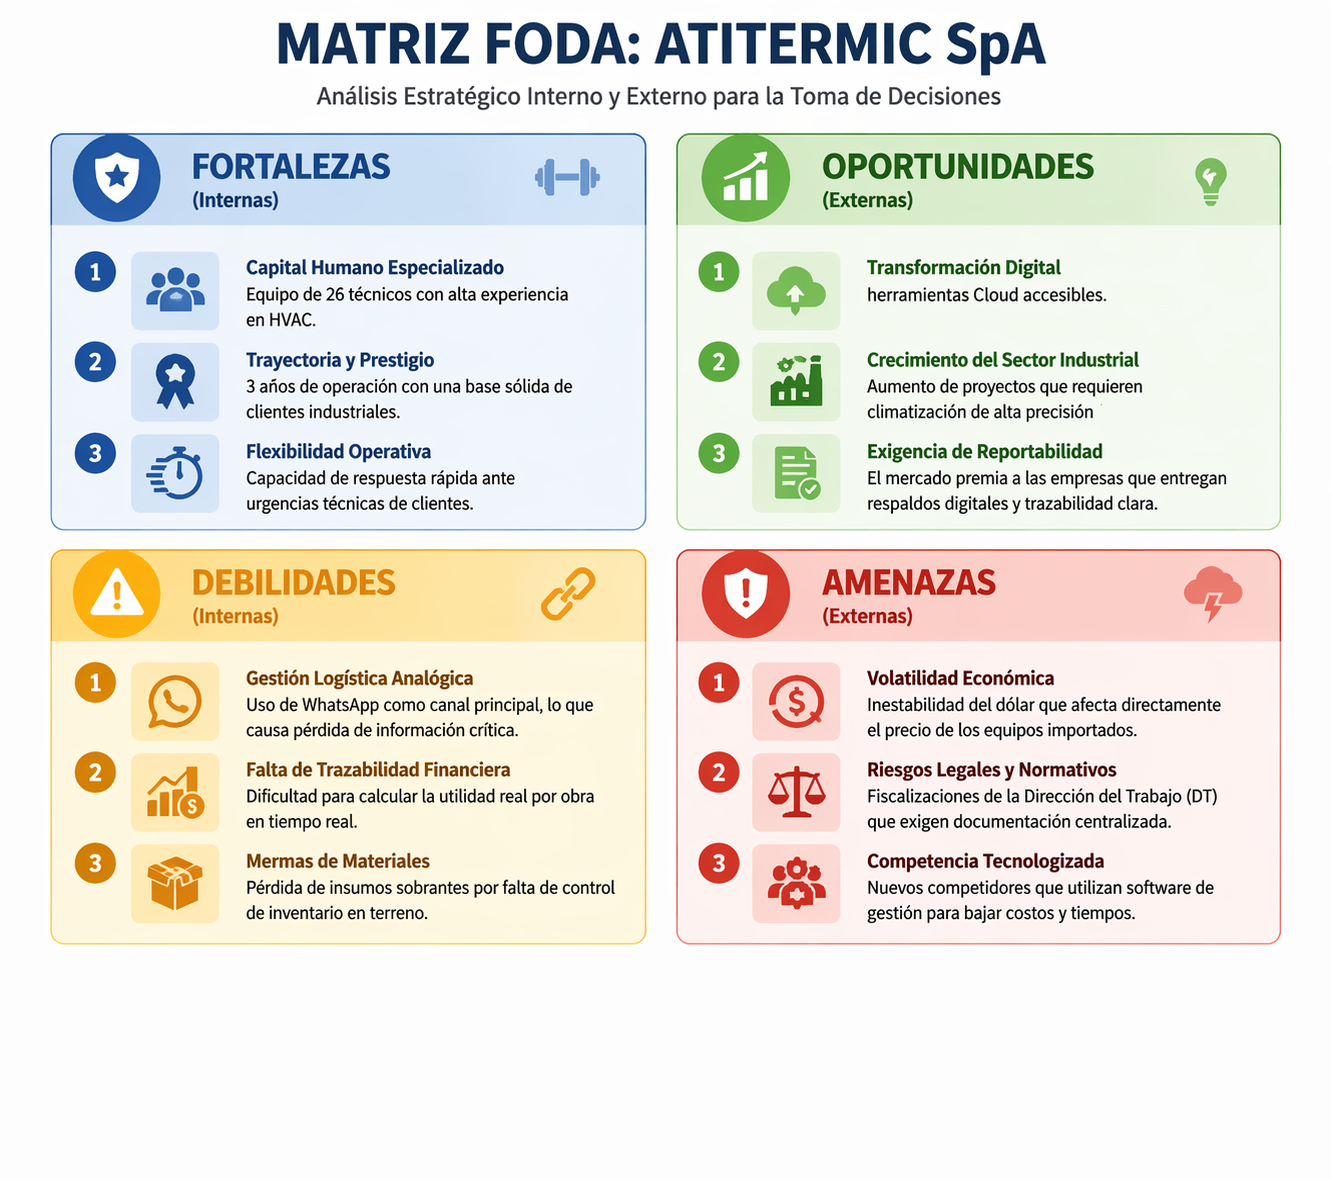 MATRIZ FODA: ATITERMIC SpA
Análisis Estratégico Interno y Externo para la Toma de Decisiones
FORTALEZAS
(Internas)
1
Capital Humano Especializado
Equipo de 26 técnicos con alta experiencia
en HVAC.
2
Trayectoria y Prestigio
3 años de operación con una base sólida de
clientes industriales.
3
Flexibilidad Operativa
Capacidad de respuesta rápida ante
urgencias técnicas de clientes.
OPORTUNIDADES
(Externas)
1
Transformación Digital
herramientas Cloud accesibles.
2
Crecimiento del Sector Industrial
Aumento de proyectos que requieren
climatización de alta precisión
3
Exigencia de Reportabilidad
El mercado premia a las empresas que entregan
respaldos digitales y trazabilidad clara.
DEBILIDADES
(Internas)
1
Gestión Logística Analógica
Uso de WhatsApp como canal principal, lo que
causa pérdida de información crítica.
2
$
Falta de Trazabilidad Financiera
Dificultad para calcular la utilidad real por obra
en tiempo real.
3
Mermas de Materiales
Pérdida de insumos sobrantes por falta de control
de inventario en terreno.
AMENAZAS
(Externas)
1
$
Volatilidad Económica
Inestabilidad del dólar que afecta directamente
el precio de los equipos importados.
2
Riesgos Legales y Normativos
Fiscalizaciones de la Dirección del Trabajo (DT)
que exigen documentación centralizada.
3
Competencia Tecnologizada
Nuevos competidores que utilizan software de
gestión para bajar costos y tiempos.